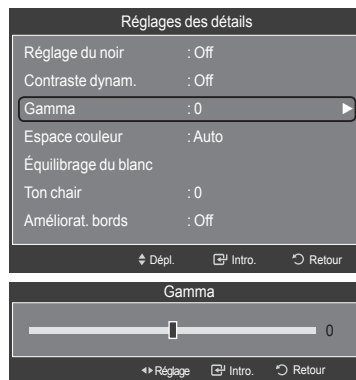 Réglages des détails
Réglage du noir : Off
Contraste dynam. : Off
Gamma : 0
Espace couleur : Auto
Équilibrage du blanc
Ton chair : 0
Améliorat. bords : Off
Dépl. Intro. Retour
Gamma
0
Réglage Intro. Retour